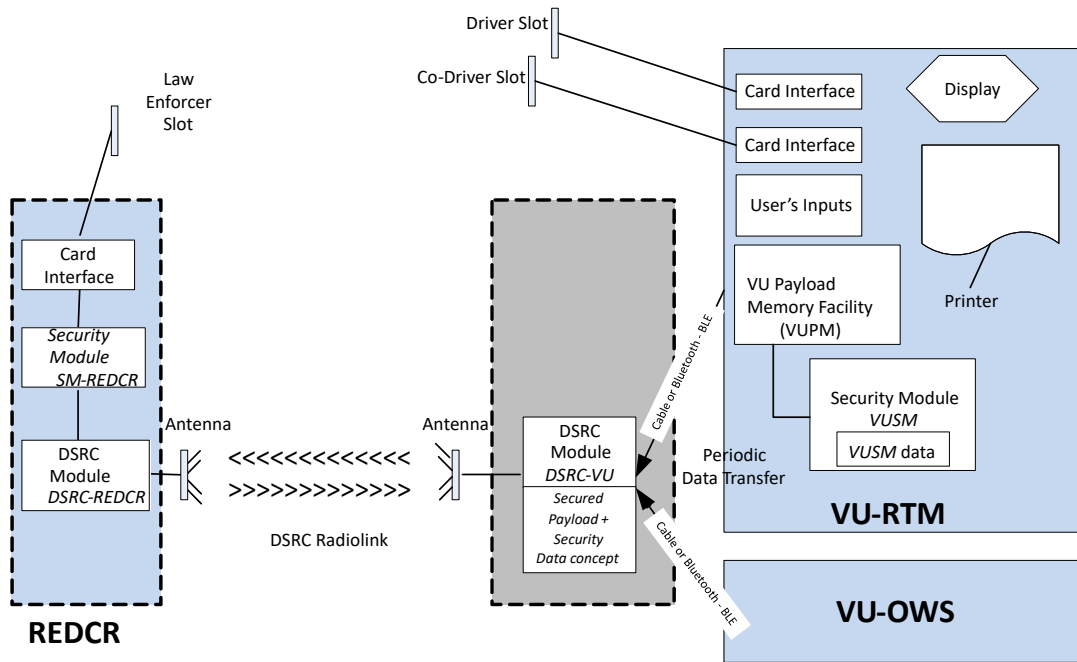 Driver Slot
Co-Driver Slot
Law
Enforcer
Slot
Card Interface
Display
Card Interface
User's Inputs
Card
Interface
VU Payload
Memory Facility
(VUPM)
Printer
Security
Module
SM-REDCR
Cable or Bluetooth - BLE
Security Module
VUSM
VUSM data
Antenna
Antenna
DSRC
Module
DSRC-REDCR
<<<<<<<<<<<<<
>>>>>>>>>>>>>
DSRC Radiolink
DSRC
Module
DSRC-VU
Secured
Payload +
Security
Data concept
Periodic
Data Transfer
VU-RTM
Cable or Bluetooth - BLE
VU-OWS
REDCR